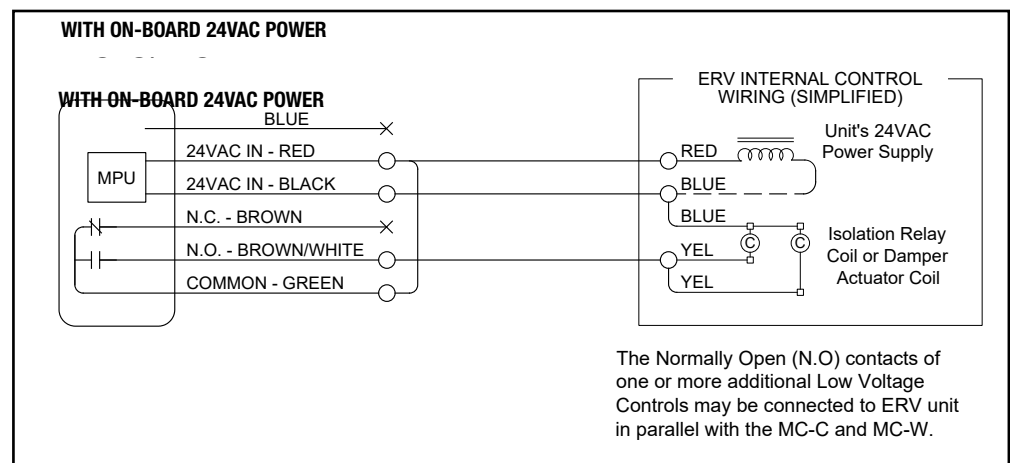 WITH ON-BOARD 24VAC POWER
WITH ON-BOARD 24VAC POWER
BLUE
24VAC IN - RED
24VAC IN - BLACK
MPU
N.C. - BROWN
N.O. - BROWN/WHITE
COMMON - GREEN
ERV INTERNAL CONTROL
WIRING (SIMPLIFIED)
RED
Unit's 24VAC
Power Supply
BLUE
BLUE
C
C
YEL
YEL
Isolation Relay
Coil or Damper
Actuator Coil
The Normally Open (N.O) contacts of
one or more additional Low Voltage
Controls may be connected to ERV unit
in parallel with the MC-C and MC-W.